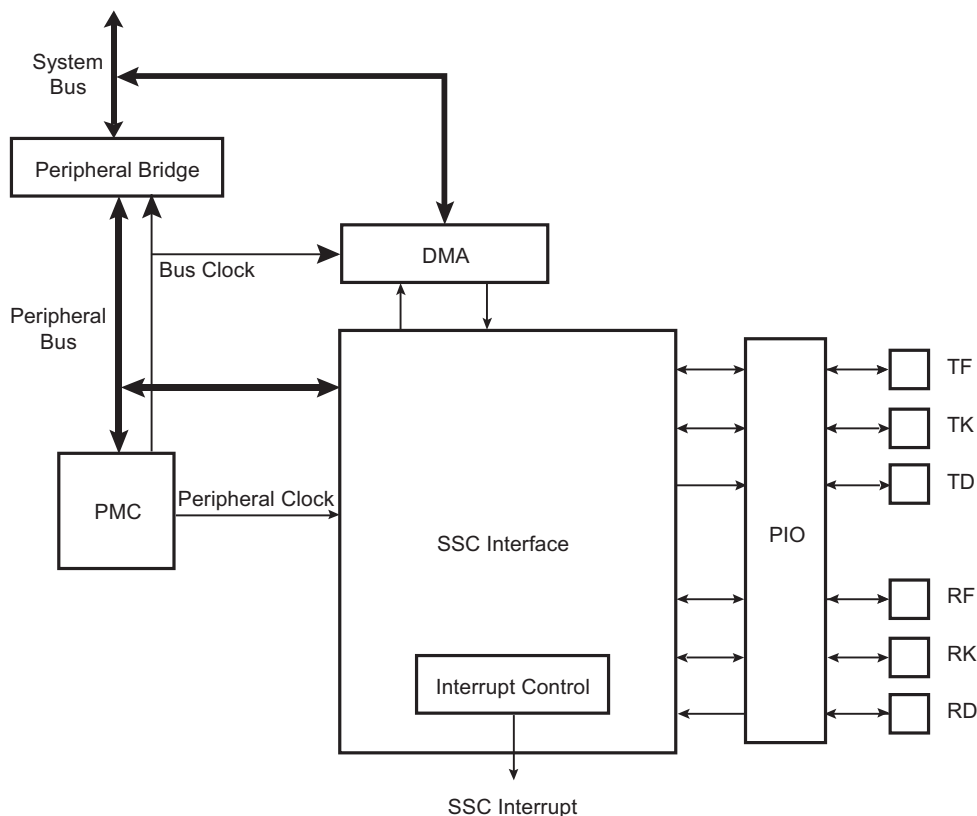 System
Bus
Peripheral Bridge
DMA
Bus Clock
Peripheral
Bus
TF
TK
TD
PMC
Peripheral Clock
SSC Interface
PIO
RF
RK
RD
Interrupt Control
SSC Interrupt